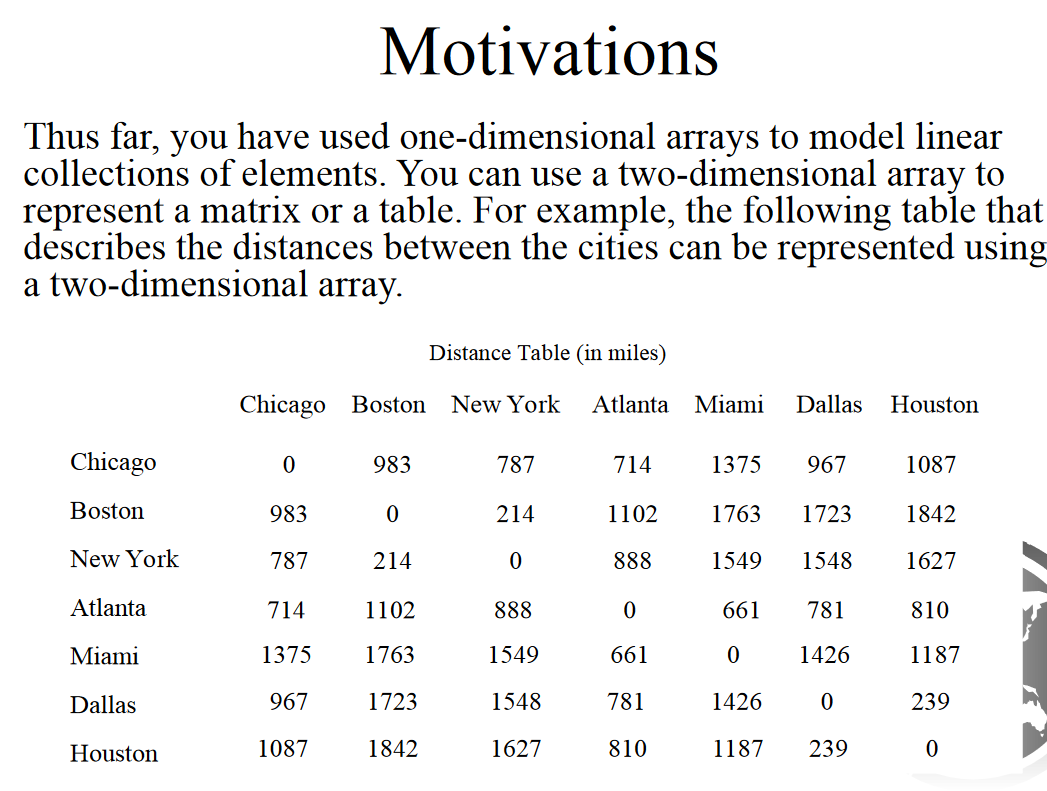 Motivations
Thus far, you have used one-dimensional arrays to model linear
collections of elements. You can use a two-dimensional array to
represent a matrix or a table. For example, the following table that
describes the distances between the cities can be represented using
a two-dimensional array.
Distance Table (in miles)
Chicago Boston New York Atlanta Miami Dallas Houston
Chicago 0 983 787 714 1375 967 1087
Boston 983 0 214 1102 1763 1723 1842
New York 787 214 0 888 1549 1548 1627
Atlanta 714 1102 888 0 661 781 810
Miami 1375 1763 1549 661 0 1426 1187
Dallas 967 1723 1548 781 1426 0 239
Houston 1087 1842 1627 810 1187 239 0